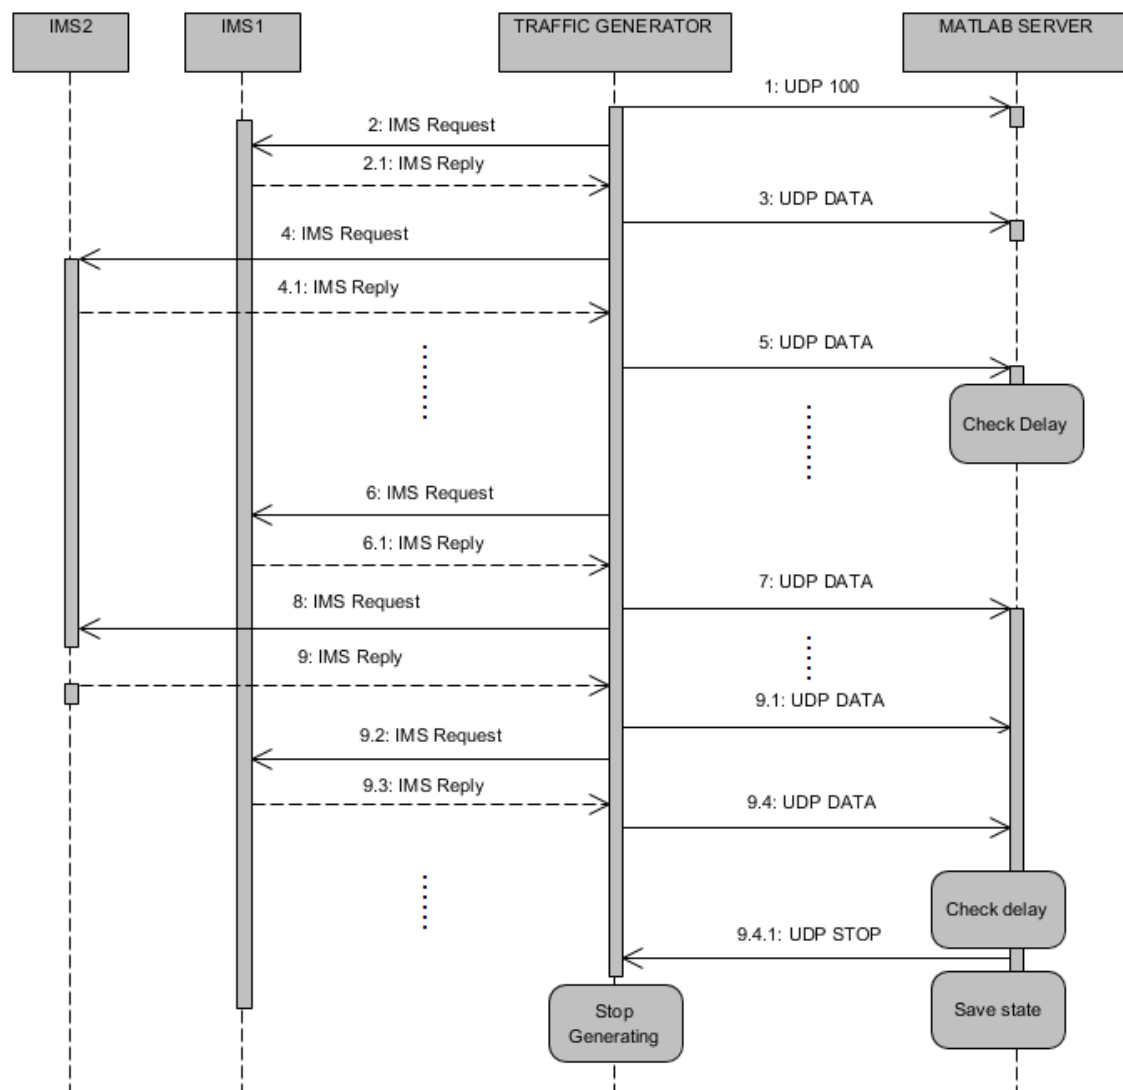 IMS2
IMS1
TRAFFIC GENERATOR
MATLAB SERVER
1: UDP 100
2: IMS Request
2.1: IMS Reply
3: UDP DATA
4: IMS Request
4.1: IMS Reply
5: UDP DATA
Check Delay
6: IMS Request
6.1: IMS Reply
7: UDP DATA
8: IMS Request
9: IMS Reply
9.1: UDP DATA
9.2: IMS Request
9.3: IMS Reply
9.4: UDP DATA
Check delay
9.4.1: UDP STOP
Stop
Generating
Save state